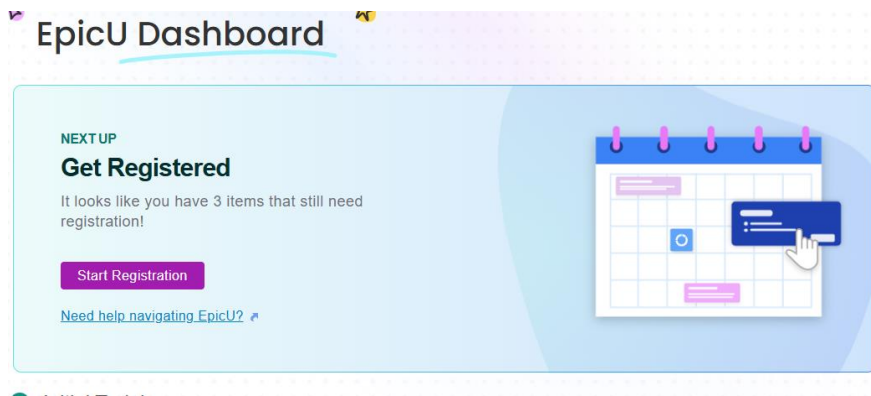 EpicU Dashboard
NEXT UP
Get Registered
It looks like you have 3 items that still need
registration!
Start Registration
Need help navigating EpicU?